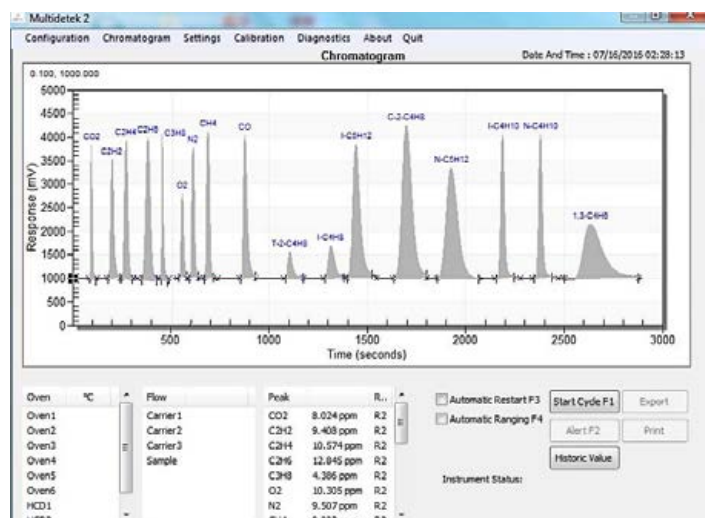 Multidetek 2
Configuration Chromatogram Settings Calibration Diagnostics About Quit
Chromatogram
Date And Time : 07/16/2016 02:28:13
0.100, 1000.000
Response (mV)
5000
4500
4000
3500
3000
2500
2000
1500
1000
500
0
CO2
C2H2
C2H4
C2H6
C3H8
O2
N2
CH4
CO
T-2-C4H8
I-C4H8
I-C5H12
C-2-C4H8
N-C5H12
I-C4H10
N-C4H10
1,3-C4H6
500 1000 1500 2000 2500 3000
Time (seconds)
Oven ºC
Oven1
Oven2
Oven3
Oven4
Oven5
Oven6
HCD1
Flow
Carrier1
Carrier2
Carrier3
Sample
Peak R..
CO2 8.024 ppm R2
C2H2 9.408 ppm R2
C2H4 10.574 ppm R2
C2H6 12.845 ppm R2
C3H8 4.386 ppm R2
O2 10.305 ppm R2
N2 9.507 ppm R2
Automatic Restart F3
Automatic Ranging F4
Start Cycle F1
Export
Alert F2
Print
Historic Value
Instrument Status: